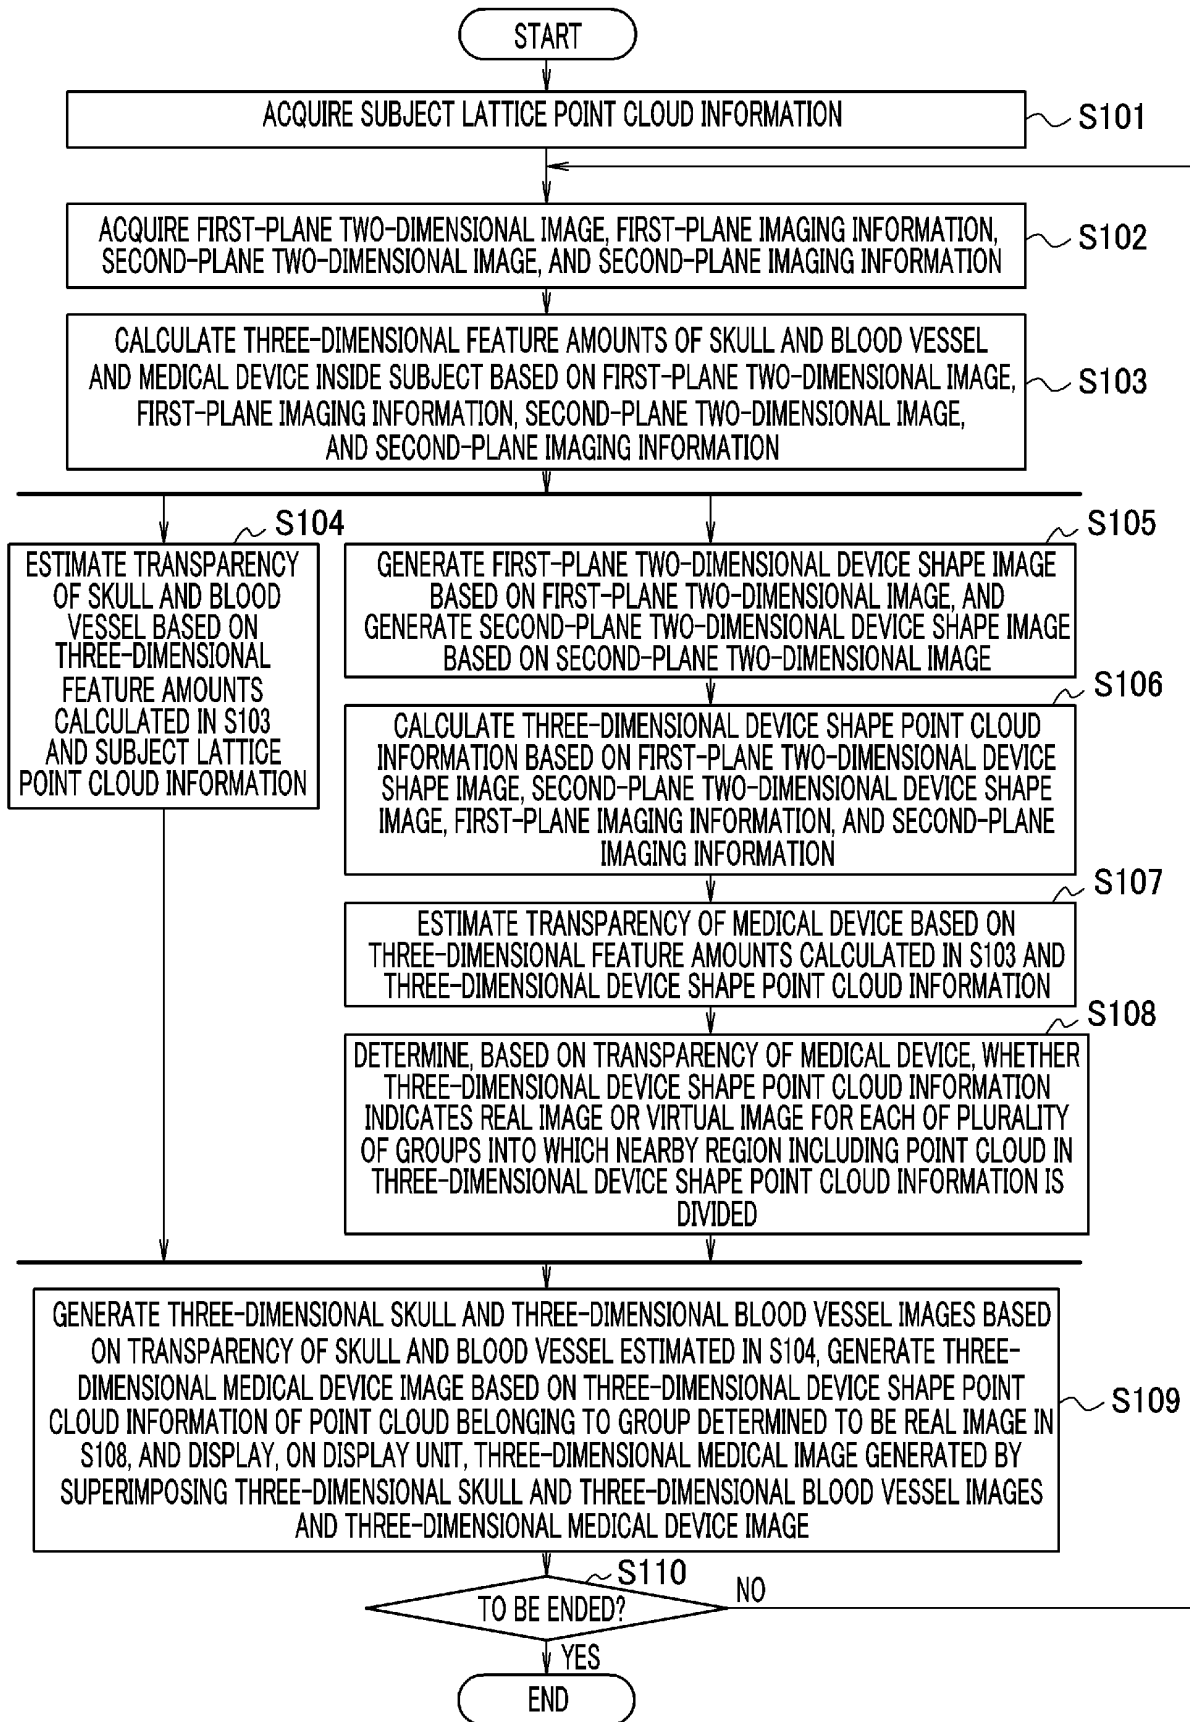 START
ACQUIRE SUBJECT LATTICE POINT CLOUD INFORMATION
S101
ACQUIRE FIRST-PLANE TWO-DIMENSIONAL IMAGE, FIRST-PLANE IMAGING INFORMATION,
SECOND-PLANE TWO-DIMENSIONAL IMAGE, AND SECOND-PLANE IMAGING INFORMATION
S102
CALCULATE THREE-DIMENSIONAL FEATURE AMOUNTS OF SKULL AND BLOOD VESSEL
AND MEDICAL DEVICE INSIDE SUBJECT BASED ON FIRST-PLANE TWO-DIMENSIONAL IMAGE,
FIRST-PLANE IMAGING INFORMATION, SECOND-PLANE TWO-DIMENSIONAL IMAGE,
AND SECOND-PLANE IMAGING INFORMATION
S103
S104
ESTIMATE TRANSPARENCY
OF SKULL AND BLOOD
VESSEL BASED ON
THREE-DIMENSIONAL
FEATURE AMOUNTS
CALCULATED IN S103
AND SUBJECT LATTICE
POINT CLOUD INFORMATION
S105
GENERATE FIRST-PLANE TWO-DIMENSIONAL DEVICE SHAPE IMAGE
BASED ON FIRST-PLANE TWO-DIMENSIONAL IMAGE, AND
GENERATE SECOND-PLANE TWO-DIMENSIONAL DEVICE SHAPE IMAGE
BASED ON SECOND-PLANE TWO-DIMENSIONAL IMAGE
S106
CALCULATE THREE-DIMENSIONAL DEVICE SHAPE POINT CLOUD
INFORMATION BASED ON FIRST-PLANE TWO-DIMENSIONAL DEVICE
SHAPE IMAGE, SECOND-PLANE TWO-DIMENSIONAL DEVICE SHAPE
IMAGE, FIRST-PLANE IMAGING INFORMATION, AND SECOND-PLANE
IMAGING INFORMATION
S107
ESTIMATE TRANSPARENCY OF MEDICAL DEVICE BASED ON
THREE-DIMENSIONAL FEATURE AMOUNTS CALCULATED IN S103 AND
THREE-DIMENSIONAL DEVICE SHAPE POINT CLOUD INFORMATION
S108
DETERMINE, BASED ON TRANSPARENCY OF MEDICAL DEVICE, WHETHER
THREE-DIMENSIONAL DEVICE SHAPE POINT CLOUD INFORMATION
INDICATES REAL IMAGE OR VIRTUAL IMAGE FOR EACH OF PLURALITY
OF GROUPS INTO WHICH NEARBY REGION INCLUDING POINT CLOUD IN
THREE-DIMENSIONAL DEVICE SHAPE POINT CLOUD INFORMATION IS
DIVIDED
GENERATE THREE-DIMENSIONAL SKULL AND THREE-DIMENSIONAL BLOOD VESSEL IMAGES BASED
ON TRANSPARENCY OF SKULL AND BLOOD VESSEL ESTIMATED IN S104, GENERATE THREE-
DIMENSIONAL MEDICAL DEVICE IMAGE BASED ON THREE-DIMENSIONAL DEVICE SHAPE POINT
CLOUD INFORMATION OF POINT CLOUD BELONGING TO GROUP DETERMINED TO BE REAL IMAGE IN
S108, AND DISPLAY, ON DISPLAY UNIT, THREE-DIMENSIONAL MEDICAL IMAGE GENERATED BY
SUPERIMPOSING THREE-DIMENSIONAL SKULL AND THREE-DIMENSIONAL BLOOD VESSEL IMAGES
AND THREE-DIMENSIONAL MEDICAL DEVICE IMAGE
S109
S110
TO BE ENDED?
NO
YES
END